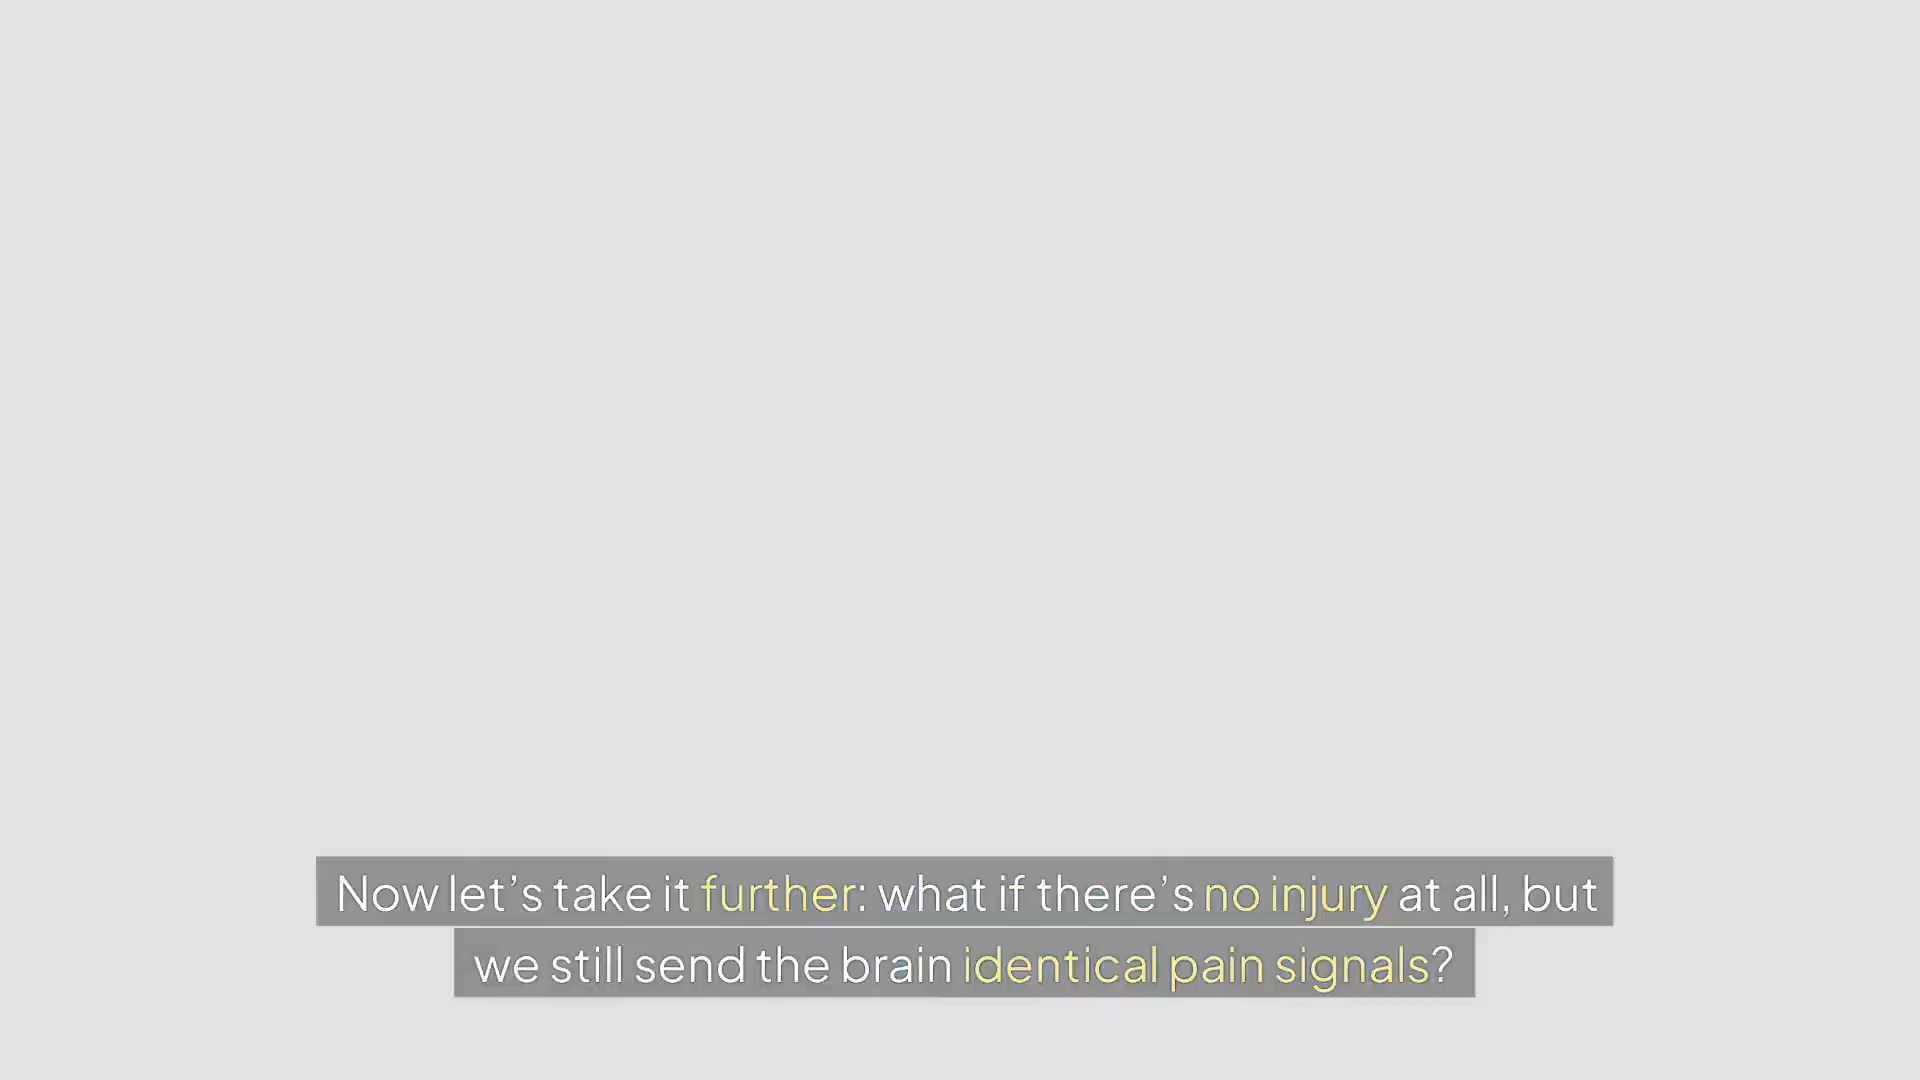 Now let’s take it further: what if there’s no injury at all, but
we still send the brain identical pain signals?